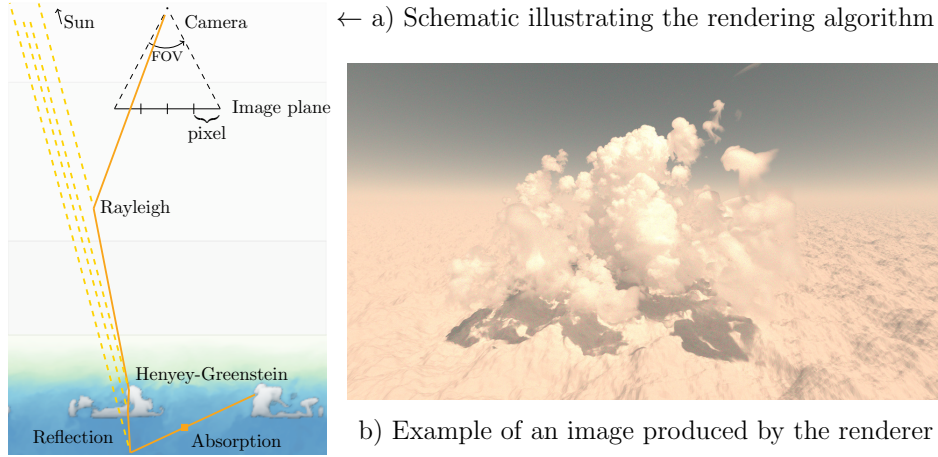 Sun
Camera
FOV
Image plane
pixel
Rayleigh
Henyey-Greenstein
Reflection
Absorption
← a) Schematic illustrating the rendering algorithm
b) Example of an image produced by the renderer